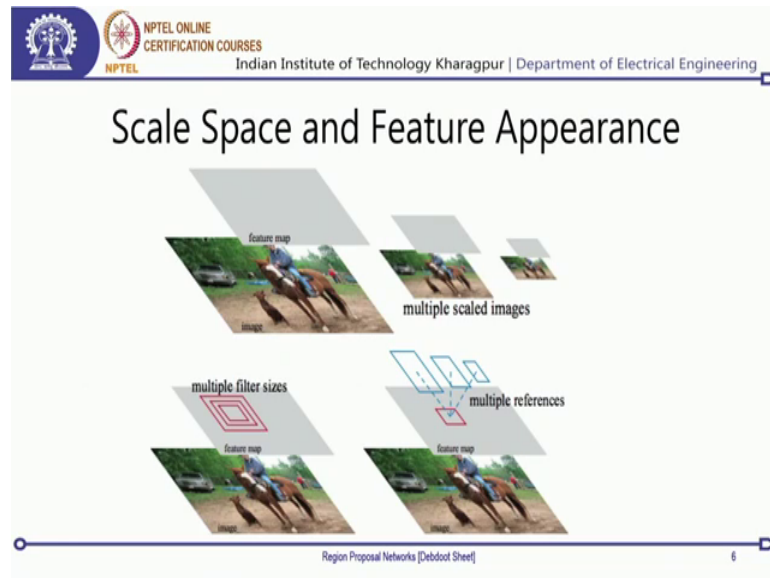 NPTEL ONLINE
CERTIFICATION COURSES
NPTEL
Indian Institute of Technology Kharagpur | Department of Electrical Engineering
Scale Space and Feature Appearance
feature map
image
multiple scaled images
multiple filter sizes
feature map
image
multiple references
feature map
image
Region Proposal Networks [Debdoot Sheet]
6